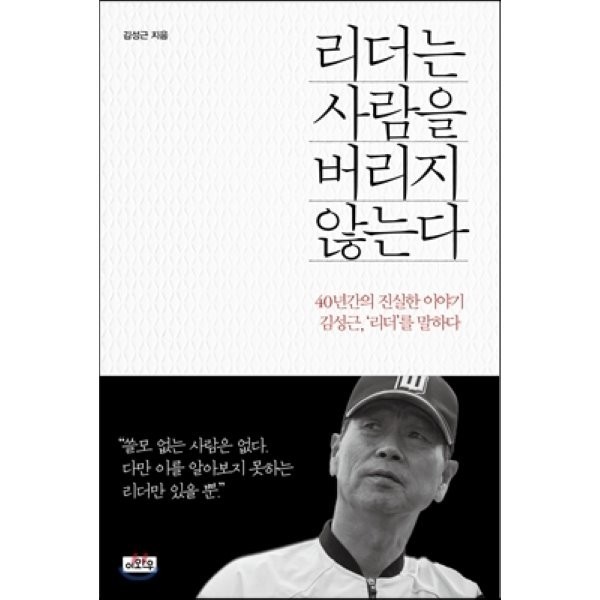 김성근 지음
리더는
사람을
버리지
않는다
40년간의 진실한 이야기
김성근, '리더'를 말하다
"쓸모 없는 사람은 없다.
다만 이를 알아보지 못하는
리더만 있을 뿐."
이와우